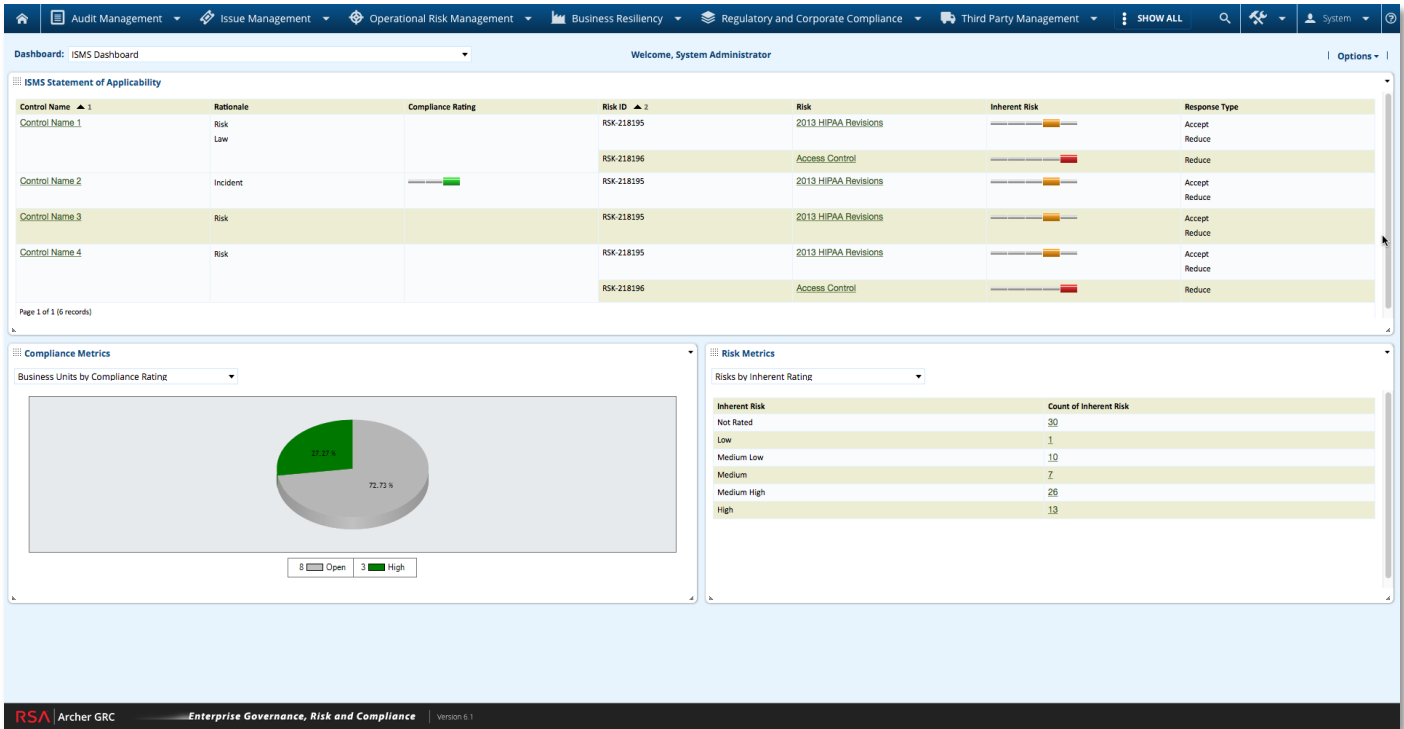 Audit Management Issue Management Operational Risk Management Business Resiliency Regulatory and Corporate Compliance Third Party Management SHOW ALL System
Dashboard: ISMS Dashboard Welcome, System Administrator Options
ISMS Statement of Applicability
Control Name 1 Rationale Compliance Rating Risk ID 2 Risk Inherent Risk Response Type
Control Name 1 Risk RSK-218195 2013 HIPAA Revisions Accept
Law Reduce
RSK-218196 Access Control Reduce
Control Name 2 Incident RSK-218195 2013 HIPAA Revisions Accept
Reduce
Control Name 3 Risk RSK-218195 2013 HIPAA Revisions Accept
Reduce
Control Name 4 Risk RSK-218195 2013 HIPAA Revisions Accept
Reduce
RSK-218196 Access Control Reduce
Page 1 of 1 (6 records)
Compliance Metrics
Business Units by Compliance Rating
27.27 %
72.73 %
8 Open 3 High
Risk Metrics
Risks by Inherent Rating
Inherent Risk Count of Inherent Risk
Not Rated 30
Low 1
Medium Low 10
Medium 7
Medium High 26
High 13
RSA Archer GRC Enterprise Governance, Risk and Compliance Version 6.1